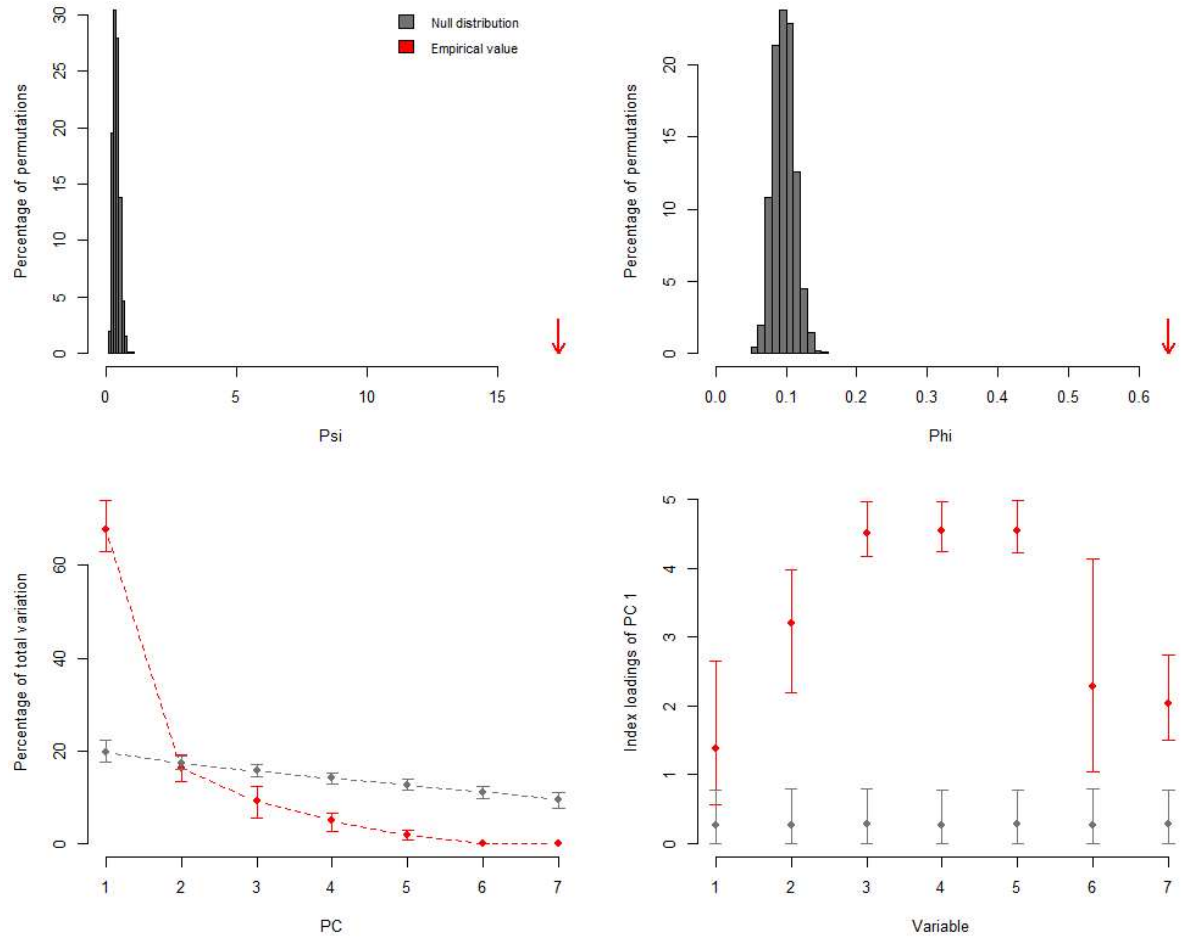 Percentage of permutations
30
25
20
15
10
5
0
0 5 10 15
Psi
Null distribution
Empirical value
Percentage of permutations
20
15
10
5
0
0.0 0.1 0.2 0.3 0.4 0.5 0.6
Phi
Percentage of total variation
60
40
20
0
1 2 3 4 5 6 7
PC
Index loadings of PC 1
5
4
3
2
1
0
1 2 3 4 5 6 7
Variable